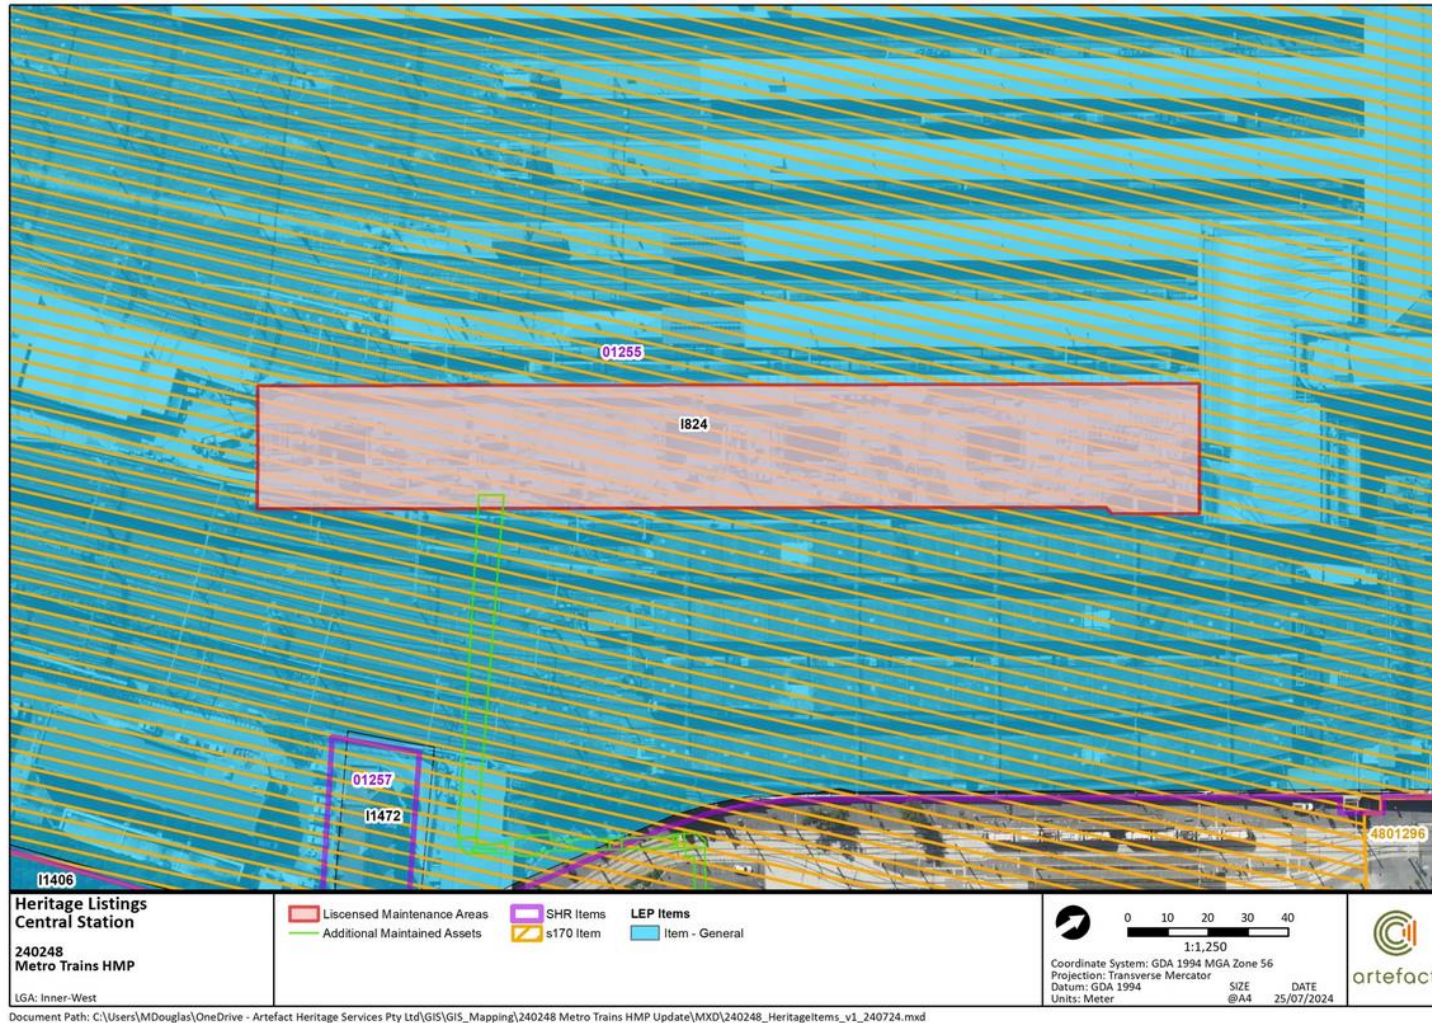 01255
I824
01257
I1472
4801296
I1406
Heritage Listings
Central Station
240248
Metro Trains HMP
LGA: Inner-West
Liscensed Maintenance Areas
Additional Maintained Assets
SHR Items
s170 Item
LEP Items
Item - General
0 10 20 30 40
1:1,250
Coordinate System: GDA 1994 MGA Zone 56
Projection: Transverse Mercator
Datum: GDA 1994
Units: Meter
SIZE
@A4
DATE
25/07/2024
artefact
Document Path: C:\Users\MDouglas\OneDrive - Artefact Heritage Services Pty Ltd\GIS\GIS_Mapping\240248 Metro Trains HMP Update\MXD\240248_HeritageItems_v1_240724.mxd